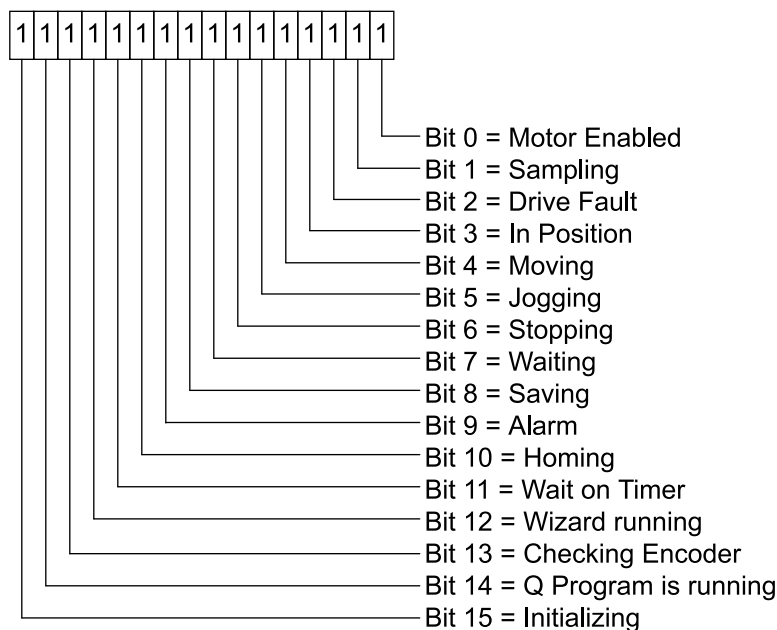 1 1 1 1 1 1 1 1 1 1 1 1 1 1 1 1
Bit 0 = Motor Enabled
Bit 1 = Sampling
Bit 2 = Drive Fault
Bit 3 = In Position
Bit 4 = Moving
Bit 5 = Jogging
Bit 6 = Stopping
Bit 7 = Waiting
Bit 8 = Saving
Bit 9 = Alarm
Bit 10 = Homing
Bit 11 = Wait on Timer
Bit 12 = Wizard running
Bit 13 = Checking Encoder
Bit 14 = Q Program is running
Bit 15 = Initializing